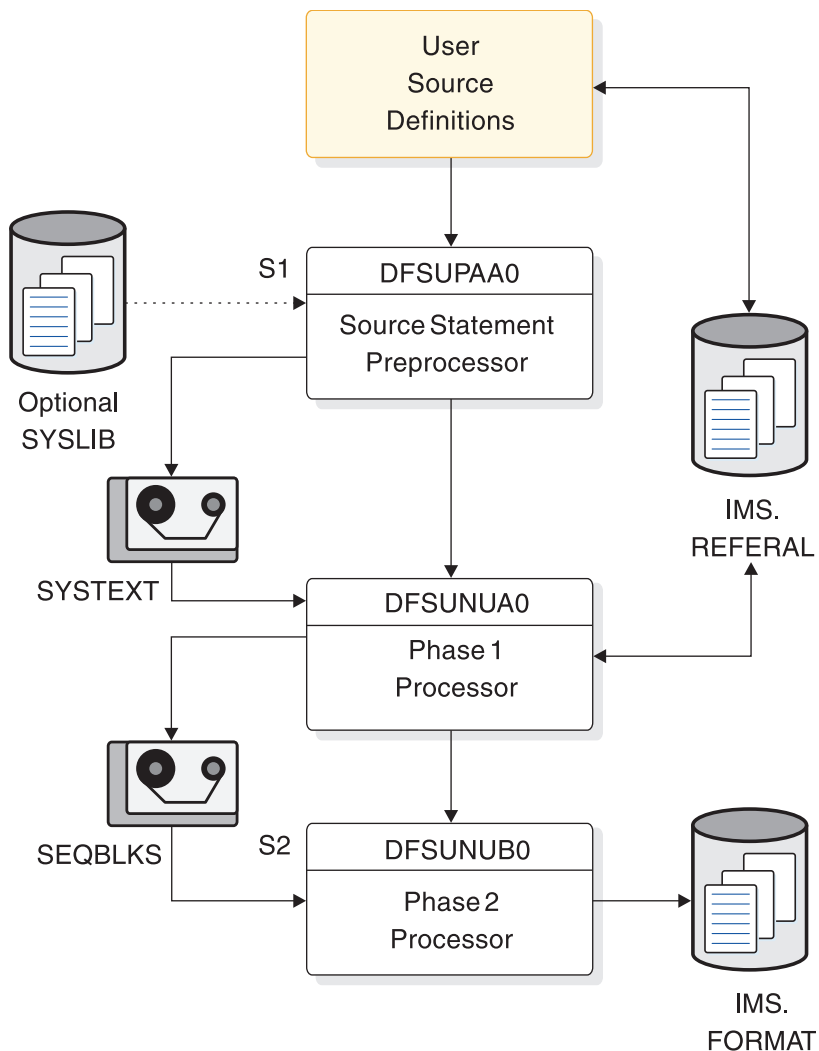 User
Source
Definitions
S1
DFSUPAA0
Source Statement
Preprocessor
Optional
SYSLIB
IMS.
REFERAL
SYSTEXT
DFSUNUA0
Phase 1
Processor
SEQBLKS
S2
DFSUNUB0
Phase 2
Processor
IMS.
FORMAT